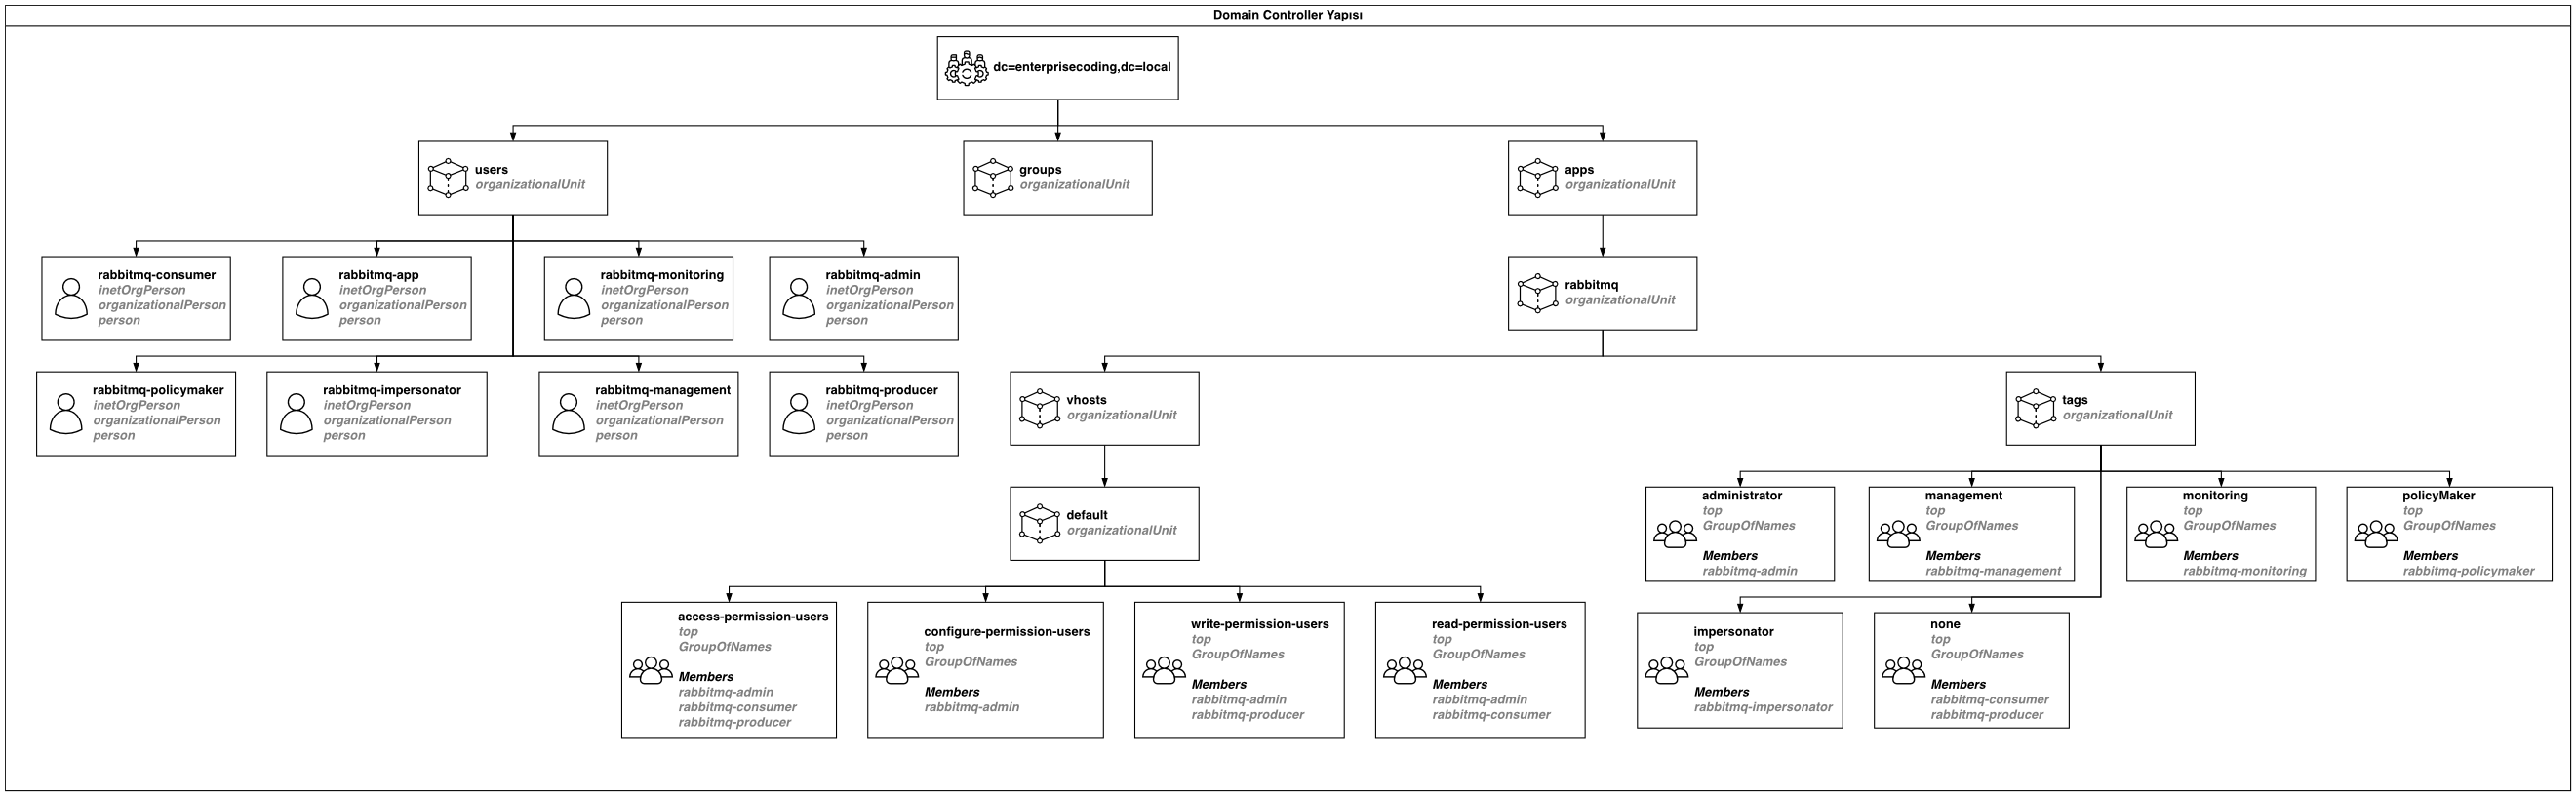 Domain Controller Yapısı
dc=enterprisecoding,dc=local
users
organizationalUnit
groups
organizationalUnit
apps
organizationalUnit
rabbitmq-consumer
inetOrgPerson
organizationalPerson
person
rabbitmq-app
inetOrgPerson
organizationalPerson
person
rabbitmq-monitoring
inetOrgPerson
organizationalPerson
person
rabbitmq-admin
inetOrgPerson
organizationalPerson
person
rabbitmq
organizationalUnit
rabbitmq-policymaker
inetOrgPerson
organizationalPerson
person
rabbitmq-impersonator
inetOrgPerson
organizationalPerson
person
rabbitmq-management
inetOrgPerson
organizationalPerson
person
rabbitmq-producer
inetOrgPerson
organizationalPerson
person
vhosts
organizationalUnit
tags
organizationalUnit
default
organizationalUnit
administrator
top
GroupOfNames
Members
rabbitmq-admin
management
top
GroupOfNames
Members
rabbitmq-management
monitoring
top
GroupOfNames
Members
rabbitmq-monitoring
policyMaker
top
GroupOfNames
Members
rabbitmq-policymaker
access-permission-users
top
GroupOfNames
Members
rabbitmq-admin
rabbitmq-consumer
rabbitmq-producer
configure-permission-users
top
GroupOfNames
Members
rabbitmq-admin
write-permission-users
top
GroupOfNames
Members
rabbitmq-admin
rabbitmq-producer
read-permission-users
top
GroupOfNames
Members
rabbitmq-admin
rabbitmq-consumer
impersonator
top
GroupOfNames
Members
rabbitmq-impersonator
none
top
GroupOfNames
Members
rabbitmq-consumer
rabbitmq-producer